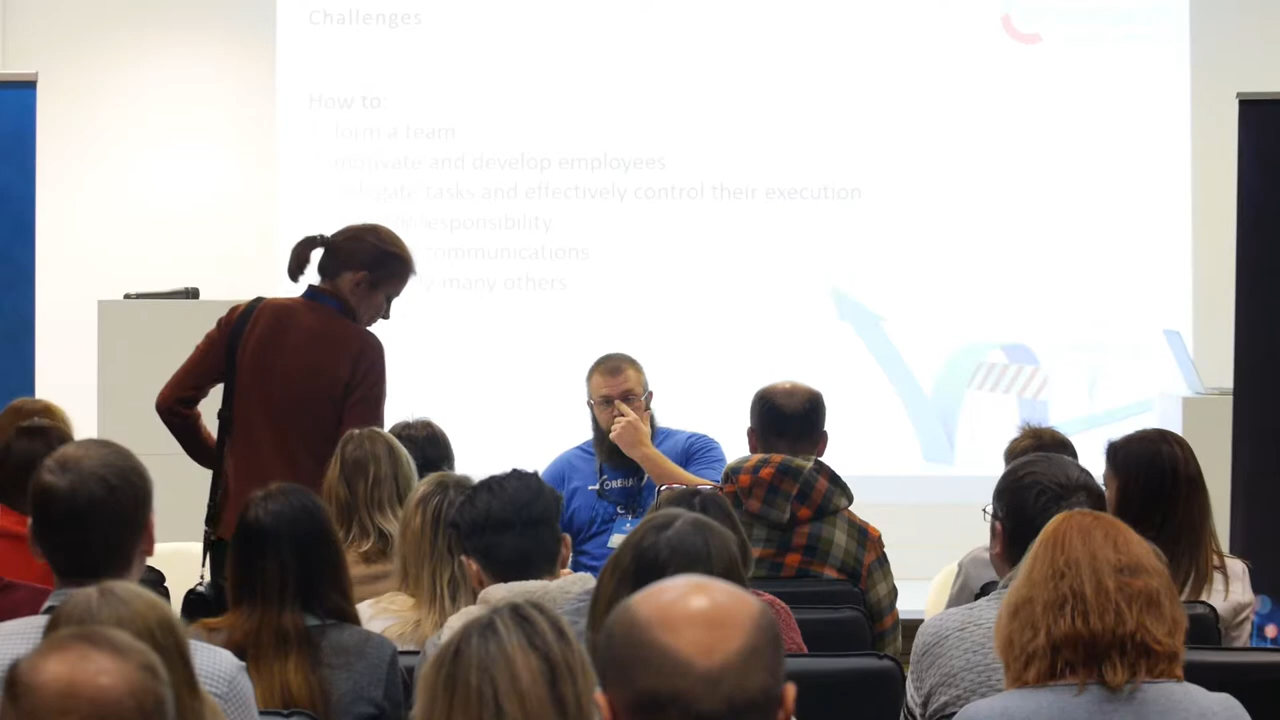 Challenges
How to:
form a team
motivate and develop employees
delegate tasks and effectively control their execution
responsibility
communications
many others